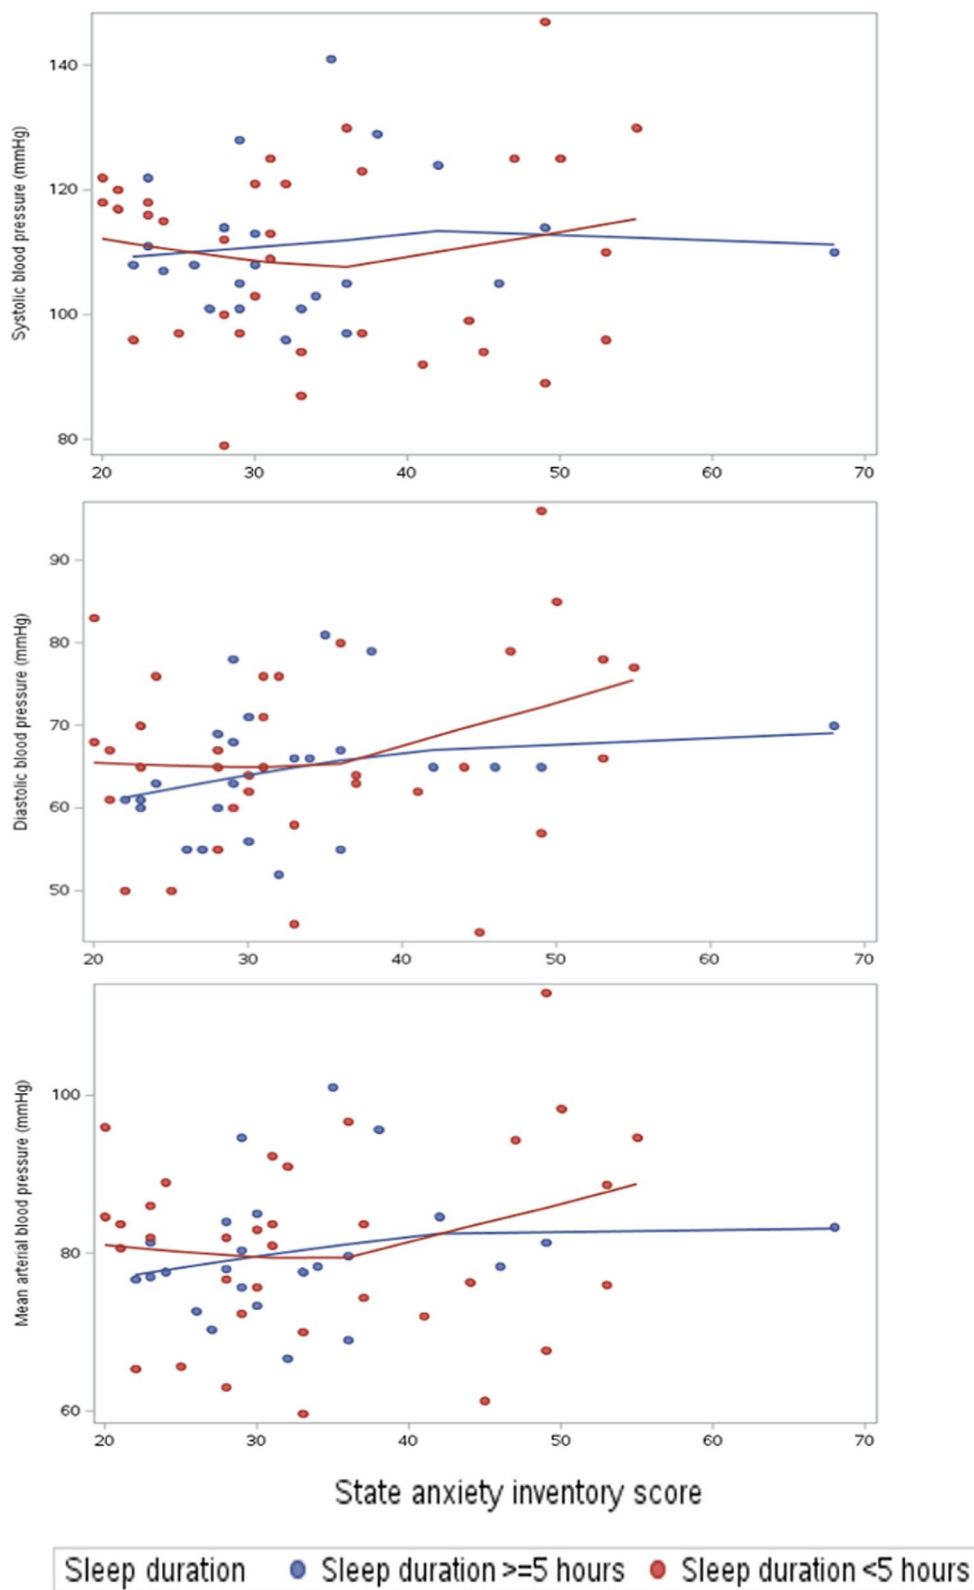 Systolic blood pressure (mmHg)
140
120
100
80
20 30 40 50 60 70
Diastolic blood pressure (mmHg)
90
80
70
60
50
20 30 40 50 60 70
Mean arterial blood pressure (mmHg)
100
80
60
20 30 40 50 60 70
State anxiety inventory score
Sleep duration Sleep duration >=5 hours Sleep duration <5 hours